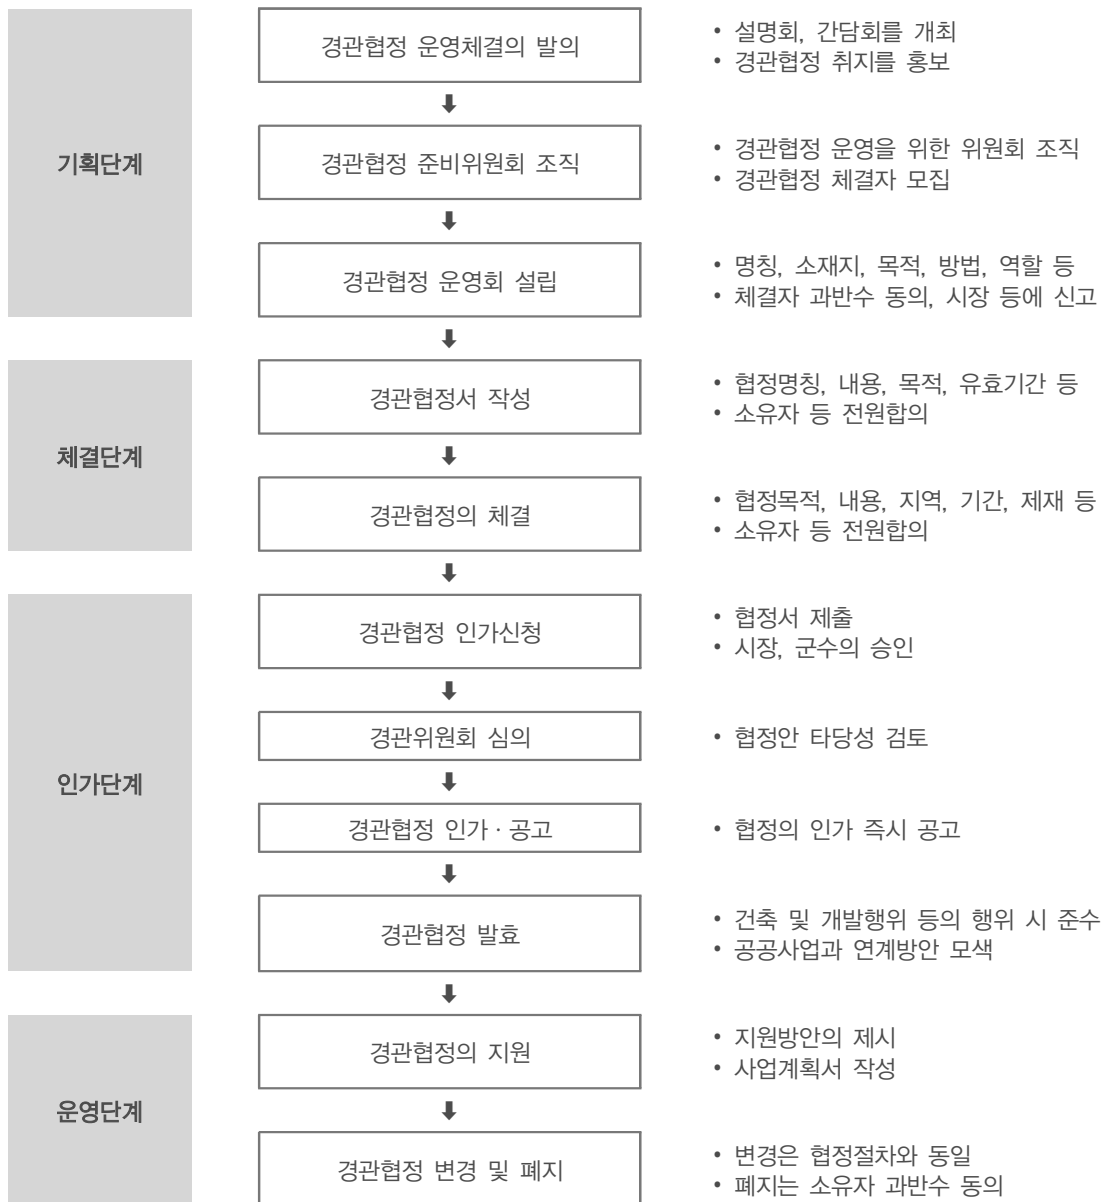 기획단계
경관협정 운영체결의 발의
• 설명회, 간담회를 개최
• 경관협정 취지를 홍보
경관협정 준비위원회 조직
• 경관협정 운영을 위한 위원회 조직
• 경관협정 체결자 모집
경관협정 운영회 설립
• 명칭, 소재지, 목적, 방법, 역할 등
• 체결자 과반수 동의, 시장 등에 신고
체결단계
경관협정서 작성
• 협정명칭, 내용, 목적, 유효기간 등
• 소유자 등 전원합의
경관협정의 체결
• 협정목적, 내용, 지역, 기간, 제재 등
• 소유자 등 전원합의
인가단계
경관협정 인가신청
• 협정서 제출
• 시장, 군수의 승인
경관위원회 심의
• 협정안 타당성 검토
경관협정 인가 · 공고
• 협정의 인가 즉시 공고
경관협정 발효
• 건축 및 개발행위 등의 행위 시 준수
• 공공사업과 연계방안 모색
운영단계
경관협정의 지원
• 지원방안의 제시
• 사업계획서 작성
경관협정 변경 및 폐지
• 변경은 협정절차와 동일
• 폐지는 소유자 과반수 동의